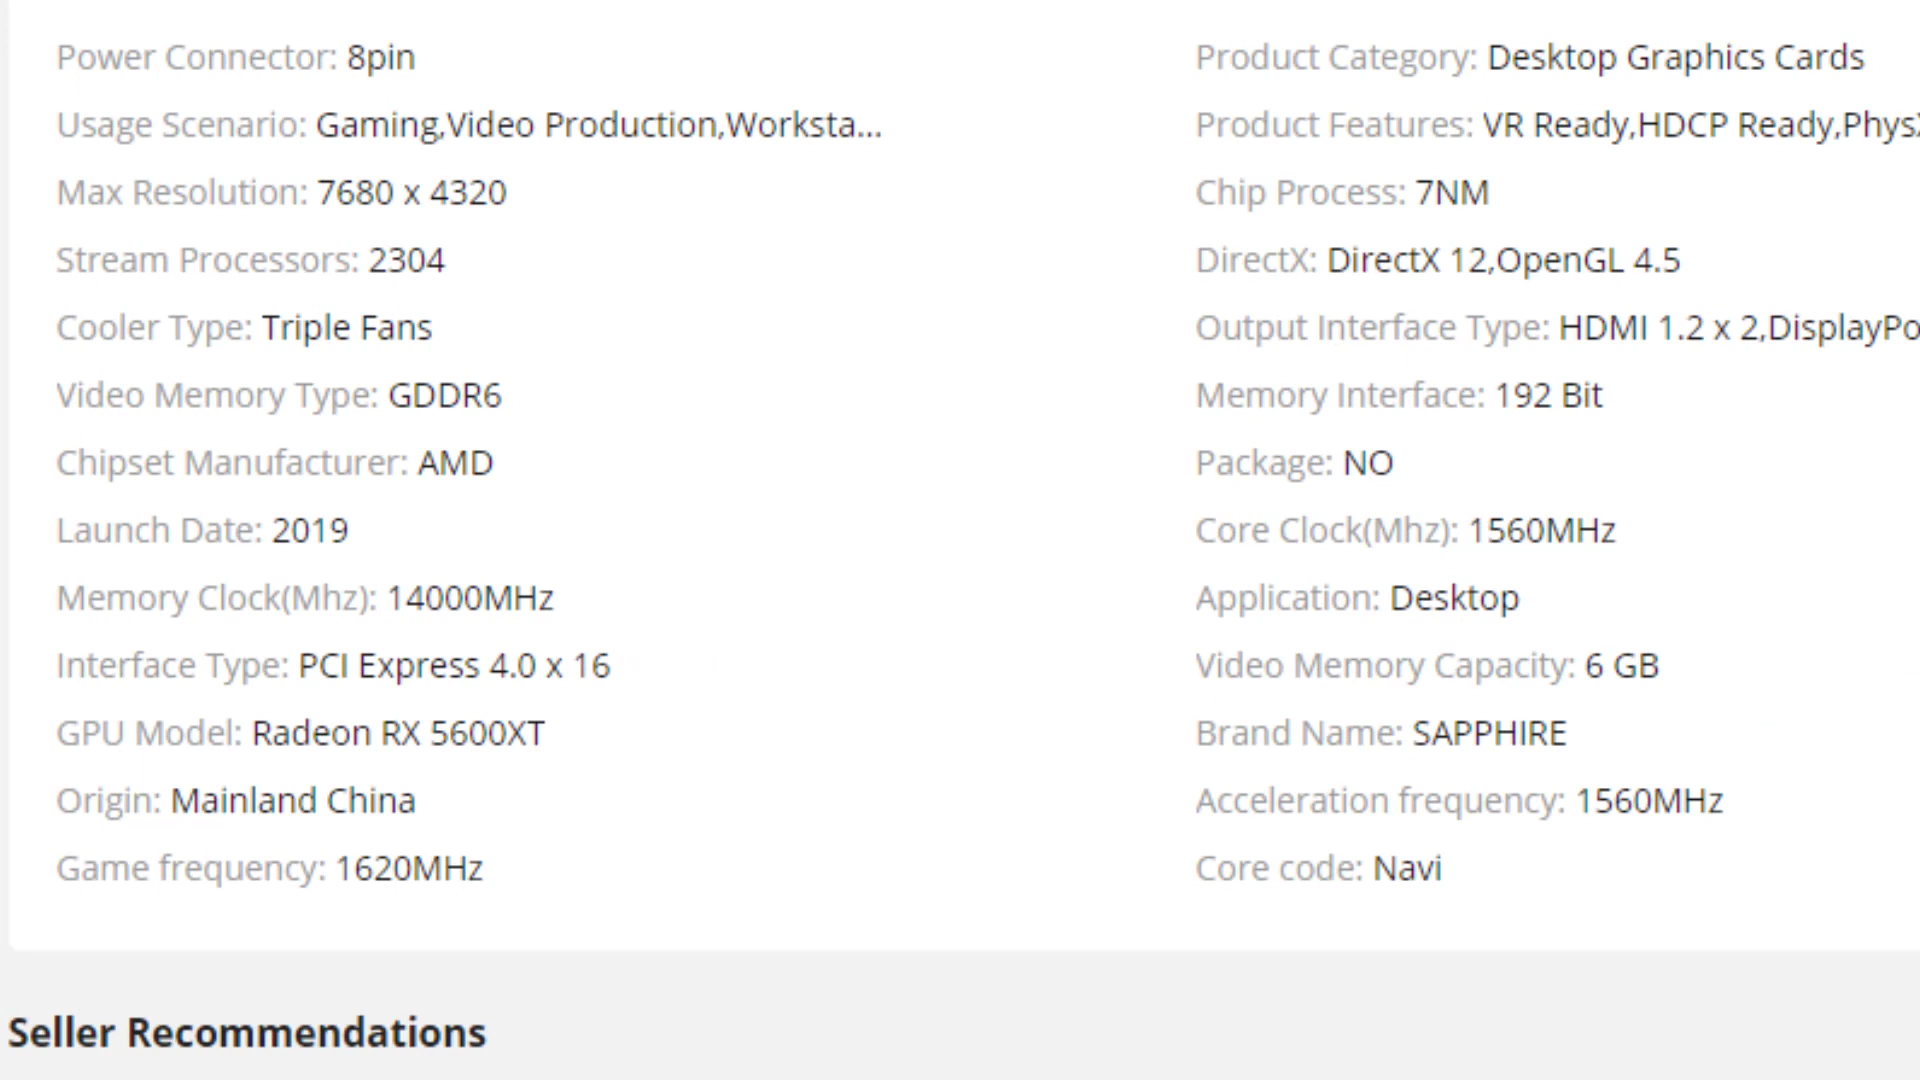 Power Connector: 8pin
Product Category: Desktop Graphics Cards
Usage Scenario: Gaming,Video Production,Worksta...
Product Features: VR Ready,HDCP Ready,PhysX
Max Resolution: 7680 x 4320
Chip Process: 7NM
Stream Processors: 2304
DirectX: DirectX 12,OpenGL 4.5
Cooler Type: Triple Fans
Output Interface Type: HDMI 1.2 x 2,DisplayPo
Video Memory Type: GDDR6
Memory Interface: 192 Bit
Chipset Manufacturer: AMD
Package: NO
Launch Date: 2019
Core Clock(Mhz): 1560MHz
Memory Clock(Mhz): 14000MHz
Application: Desktop
Interface Type: PCI Express 4.0 x 16
Video Memory Capacity: 6 GB
GPU Model: Radeon RX 5600XT
Brand Name: SAPPHIRE
Origin: Mainland China
Acceleration frequency: 1560MHz
Game frequency: 1620MHz
Core code: Navi
Seller Recommendations